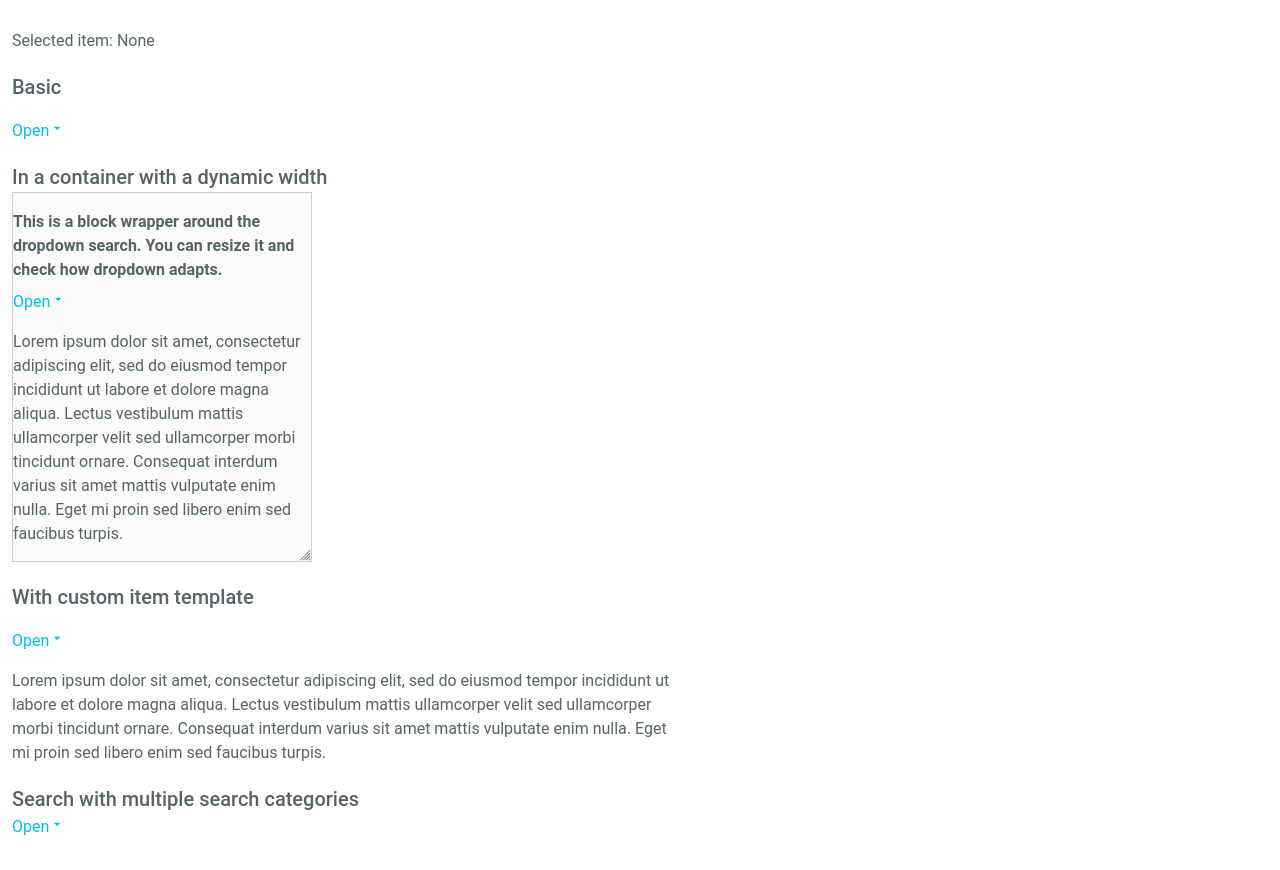 Selected item: None
Basic
Open
In a container with a dynamic width
This is a block wrapper around the
dropdown search. You can resize it and
check how dropdown adapts.
Open
Lorem ipsum dolor sit amet, consectetur
adipiscing elit, sed do eiusmod tempor
incididunt ut labore et dolore magna
aliqua. Lectus vestibulum mattis
ullamcorper velit sed ullamcorper morbi
tincidunt ornare. Consequat interdum
varius sit amet mattis vulputate enim
nulla. Eget mi proin sed libero enim sed
faucibus turpis.
With custom item template
Open
Lorem ipsum dolor sit amet, consectetur adipiscing elit, sed do eiusmod tempor incididunt ut
labore et dolore magna aliqua. Lectus vestibulum mattis ullamcorper velit sed ullamcorper
morbi tincidunt ornare. Consequat interdum varius sit amet mattis vulputate enim nulla. Eget
mi proin sed libero enim sed faucibus turpis.
Search with multiple search categories
Open